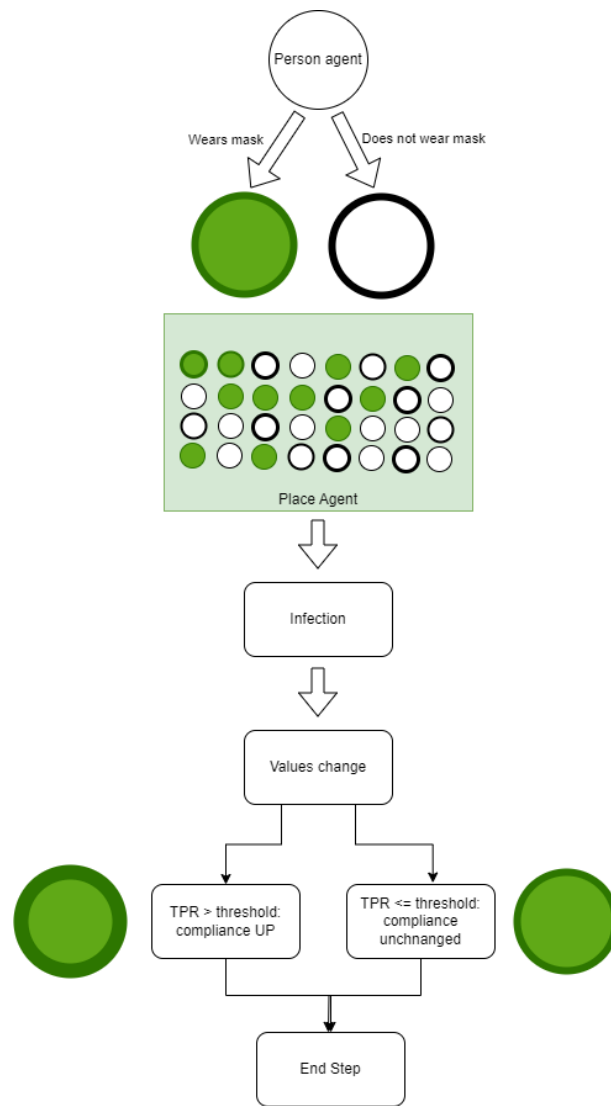 Person agent
Wears mask
Does not wear mask
Place Agent
Infection
Values change
TPR > threshold:
compliance UP
TPR <= threshold:
compliance
unchnanged
End Step